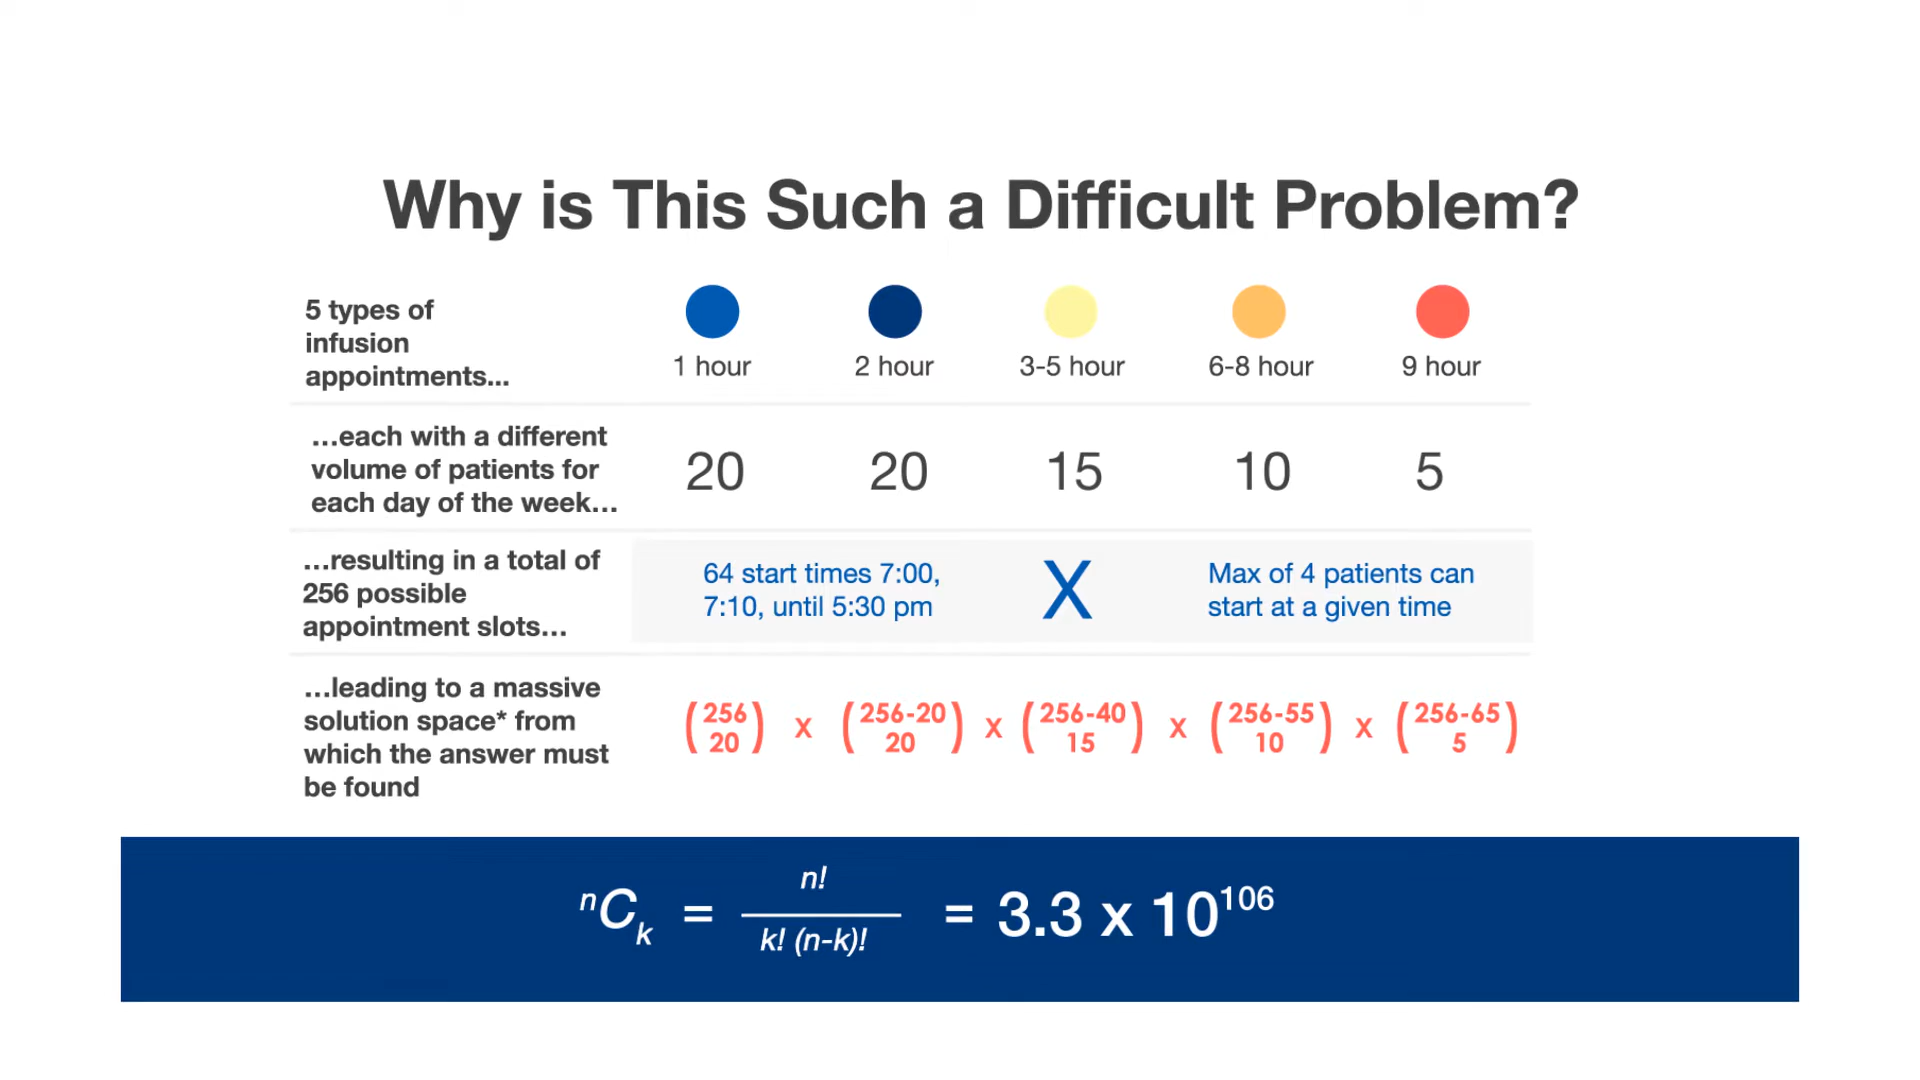 Why is This Such a Difficult Problem?
5 types of
infusion
appointments...
1 hour
2 hour
3-5 hour
6-8 hour
9 hour
...each with a different
volume of patients for
each day of the week...
20
20
15
10
5
...resulting in a total of
256 possible
appointment slots...
64 start times 7:00,
7:10, until 5:30 pm
X
Max of 4 patients can
start at a given time
...leading to a massive
solution space* from
which the answer must
be found
(256 20) x (256-20 20) x (256-40 15) x (256-55 10) x (256-65 5)
ⁿCₖ = n! / k! (n-k)! = 3.3 x 10¹⁰⁶